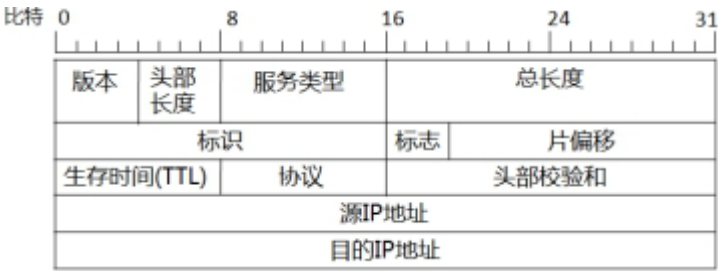 比特 0 8 16 24 31
版本 头部长度 服务类型 总长度
标识 标志 片偏移
生存时间(TTL) 协议 头部校验和
源IP地址
目的IP地址